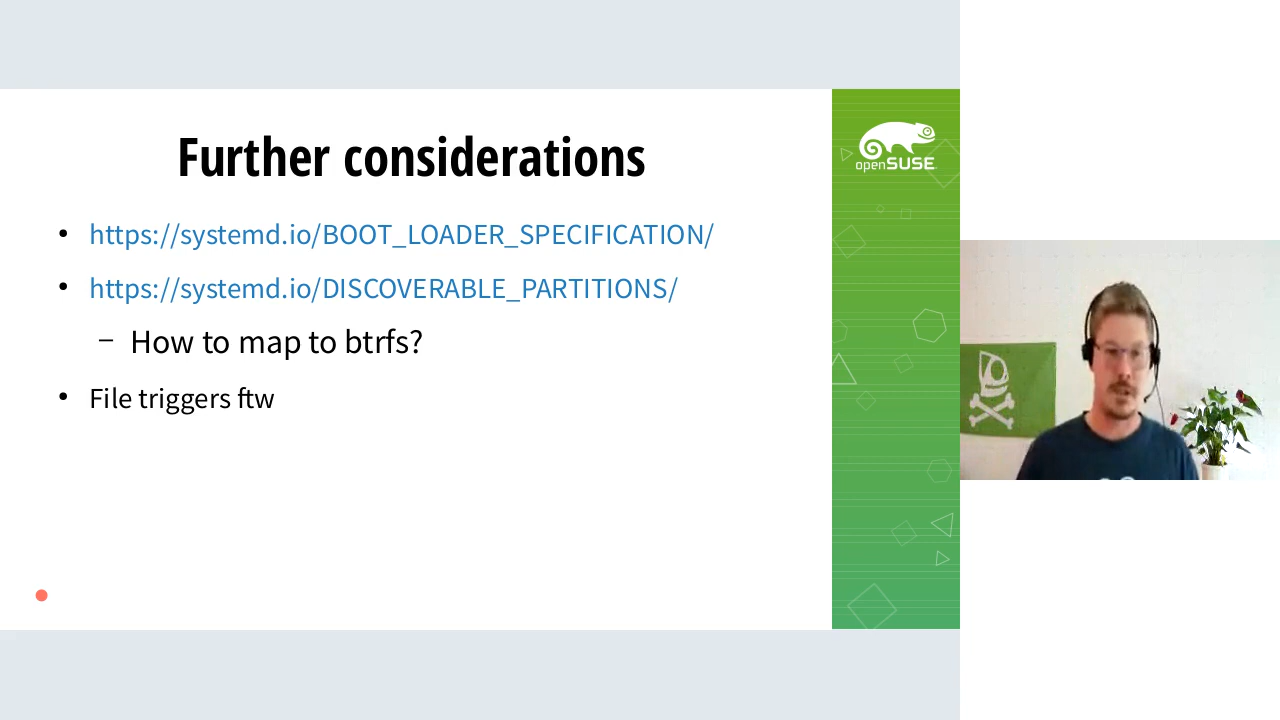 Further considerations
openSUSE
• https://systemd.io/BOOT_LOADER_SPECIFICATION/
• https://systemd.io/DISCOVERABLE_PARTITIONS/
– How to map to btrfs?
• File triggers ftw